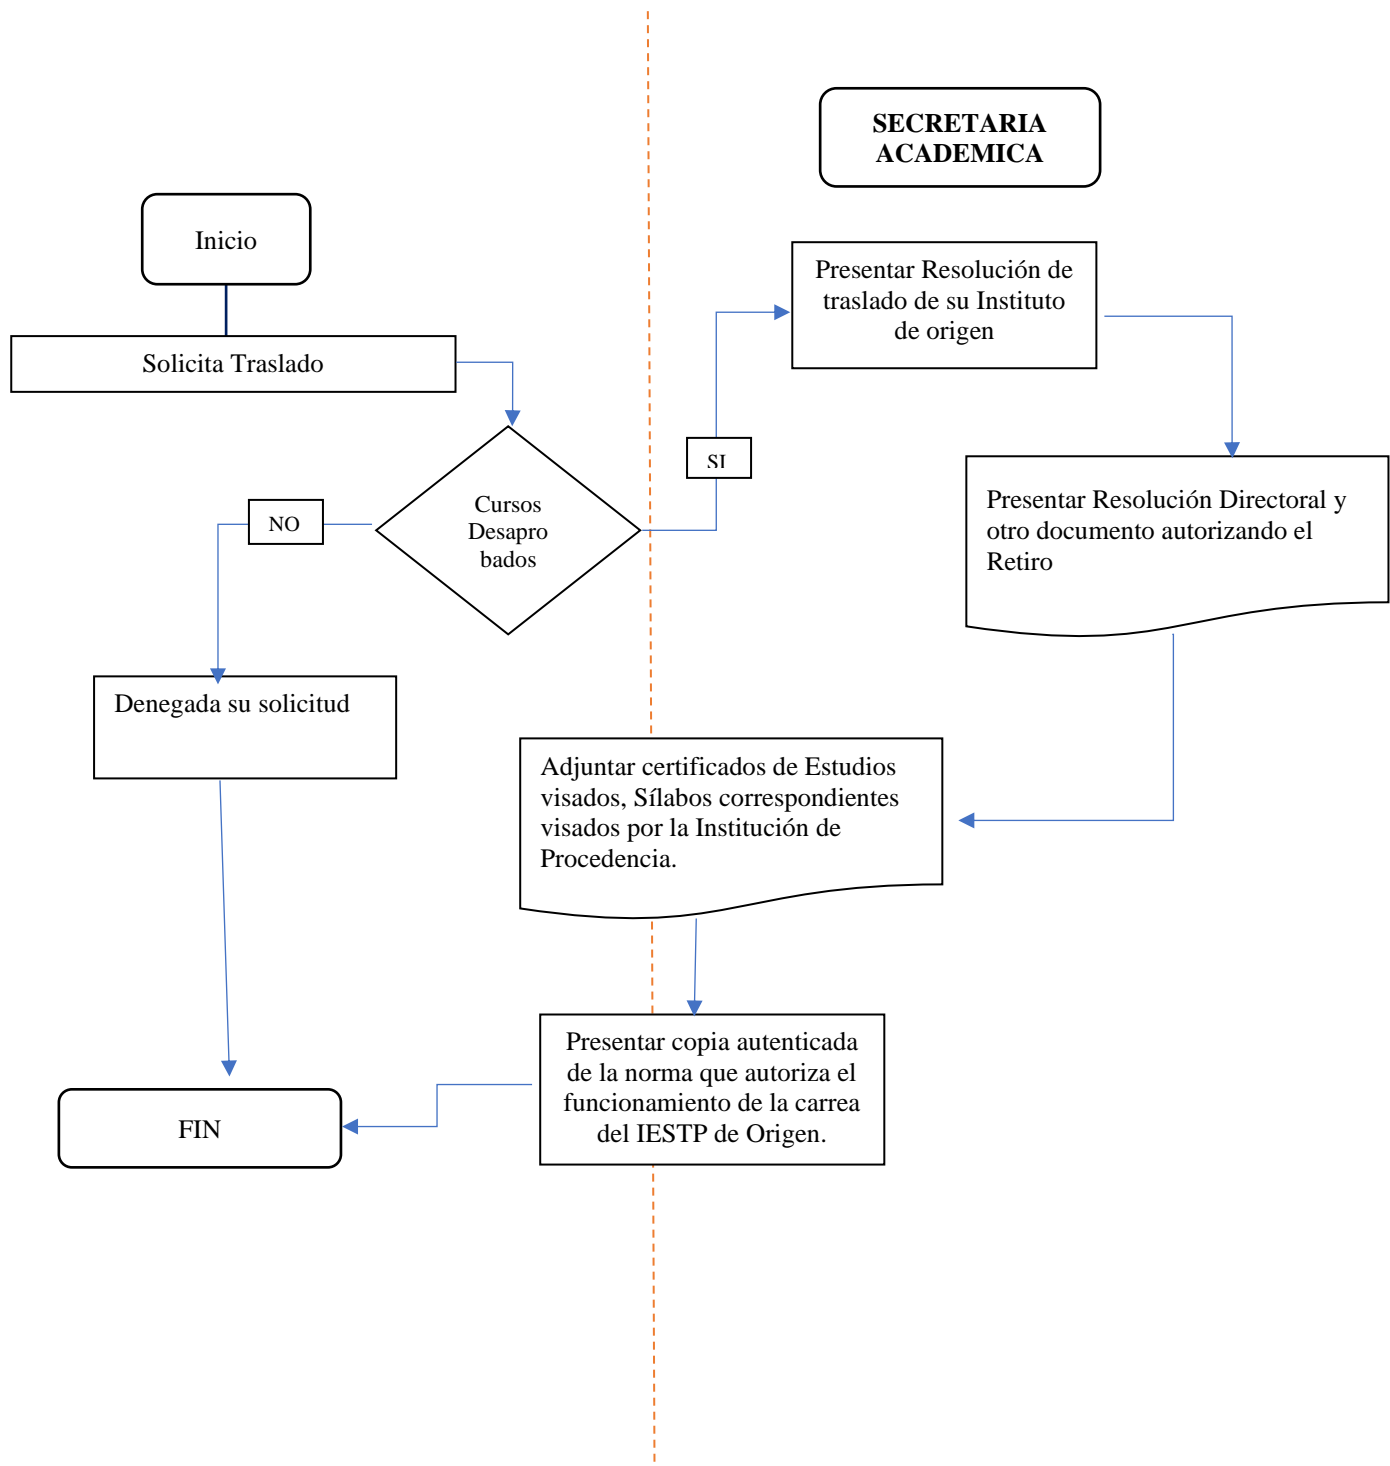 SECRETARIA
ACADEMICA
Inicio
Solicita Traslado
Presentar Resolución de
traslado de su Instituto
de origen
SI
NO
Cursos
Desapro
bados
Presentar Resolución Directoral y
otro documento autorizando el
Retiro
Denegada su solicitud
Adjuntar certificados de Estudios
visados, Sílabos correspondientes
visados por la Institución de
Procedencia.
Presentar copia autenticada
de la norma que autoriza el
funcionamiento de la carrea
del IESTP de Origen.
FIN